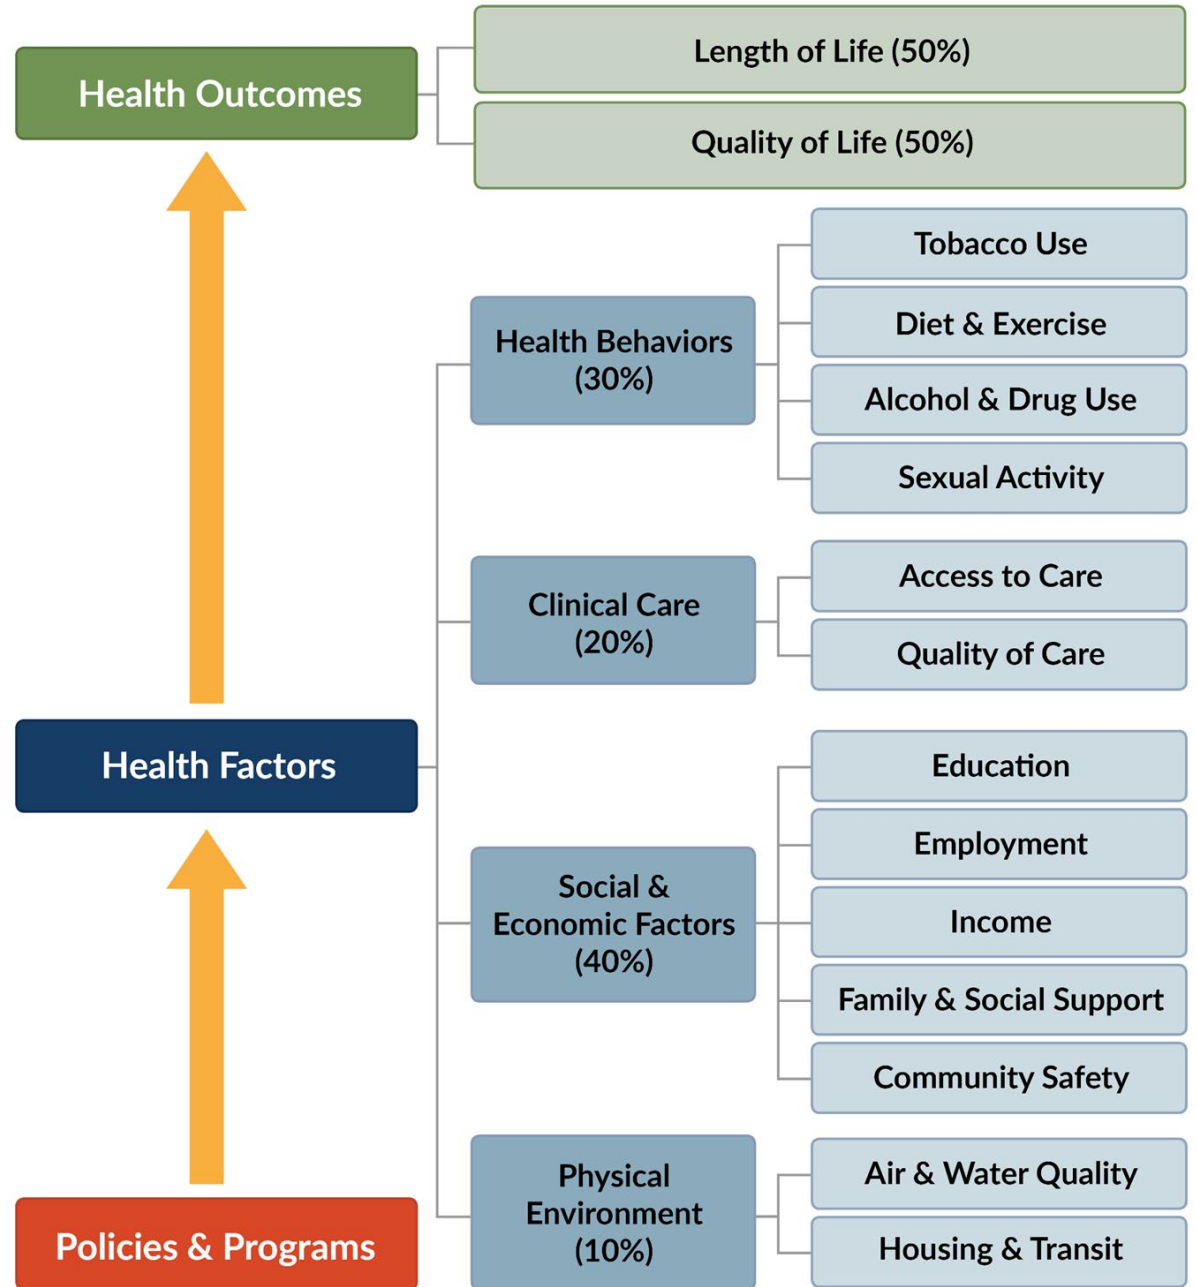 Health Outcomes
Length of Life (50%)
Quality of Life (50%)
Health Factors
Health Behaviors
(30%)
Tobacco Use
Diet & Exercise
Alcohol & Drug Use
Sexual Activity
Clinical Care
(20%)
Access to Care
Quality of Care
Social &
Economic Factors
(40%)
Education
Employment
Income
Family & Social Support
Community Safety
Physical
Environment
(10%)
Air & Water Quality
Housing & Transit
Policies & Programs